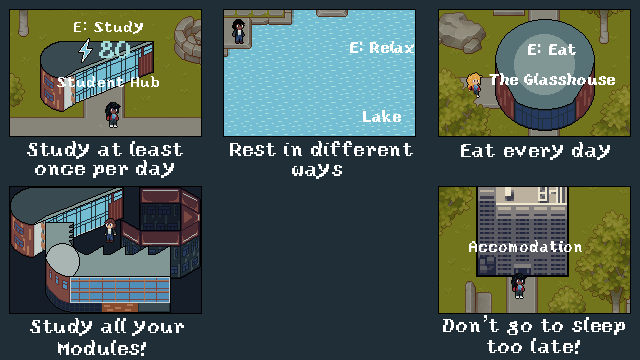 E: Study
80
Student Hub
Study at least
once per day
E: Relax
Lake
Rest in different
ways
E: Eat
The Glasshouse
Eat every day
Study all your
Modules!
Accomodation
Don't go to sleep
too late!